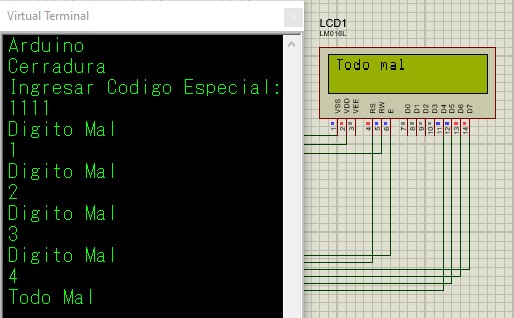 Virtual Terminal
x
Arduino
Cerradura
Ingresar Codigo Especial:
1111
Digito Mal
1
Digito Mal
2
Digito Mal
3
Digito Mal
4
Todo Mal
LCD1
LM016L
Todo mal
VSS
VDD
VEE
RS
RW
E
D0
D1
D2
D3
D4
D5
D6
D7
1
2
3
4
5
6
7
8
9
10
11
12
13
14